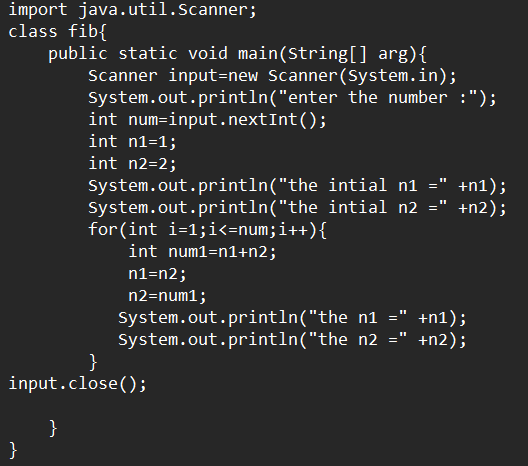 import java.util.Scanner;
class fib{
    public static void main(String[] arg){
        Scanner input=new Scanner(System.in);
        System.out.println("enter the number :");
        int num=input.nextInt();
        int n1=1;
        int n2=2;
        System.out.println("the intial n1 =" +n1);
        System.out.println("the intial n2 =" +n2);
        for(int i=1;i<=num;i++){
            int num1=n1+n2;
            n1=n2;
            n2=num1;
           System.out.println("the n1 =" +n1);
           System.out.println("the n2 =" +n2);
        }
input.close();
    }
}